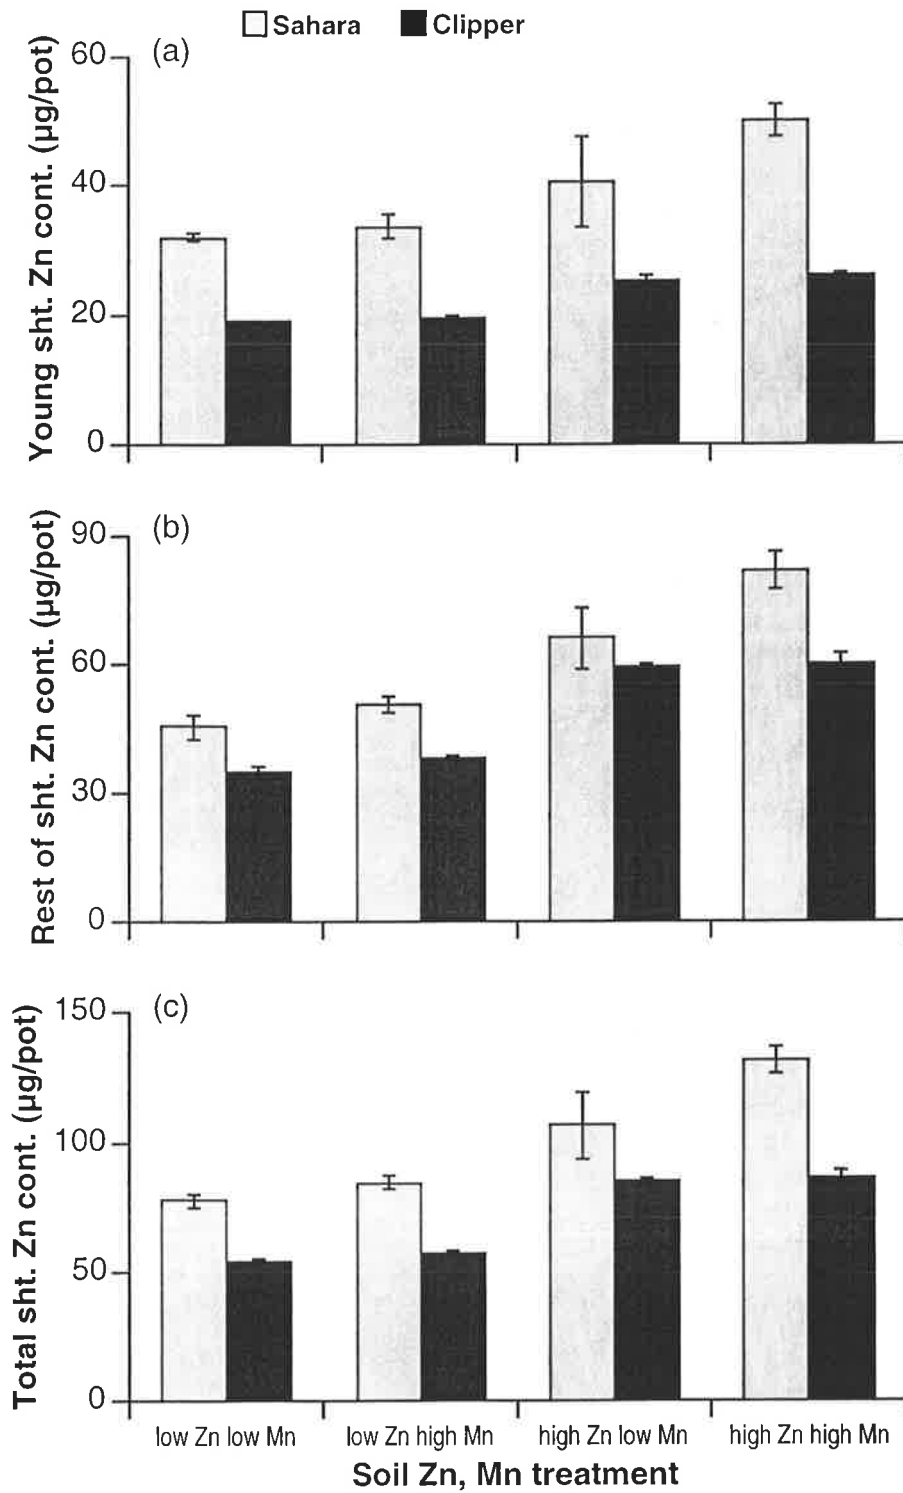 Sahara Clipper
(a)
Young sht. Zn cont. (µg/pot)
60
40
20
0
(b)
Rest of sht. Zn cont. (µg/pot)
90
60
30
0
(c)
Total sht. Zn cont. (µg/pot)
150
100
50
0
low Zn low Mn low Zn high Mn high Zn low Mn high Zn high Mn
Soil Zn, Mn treatment